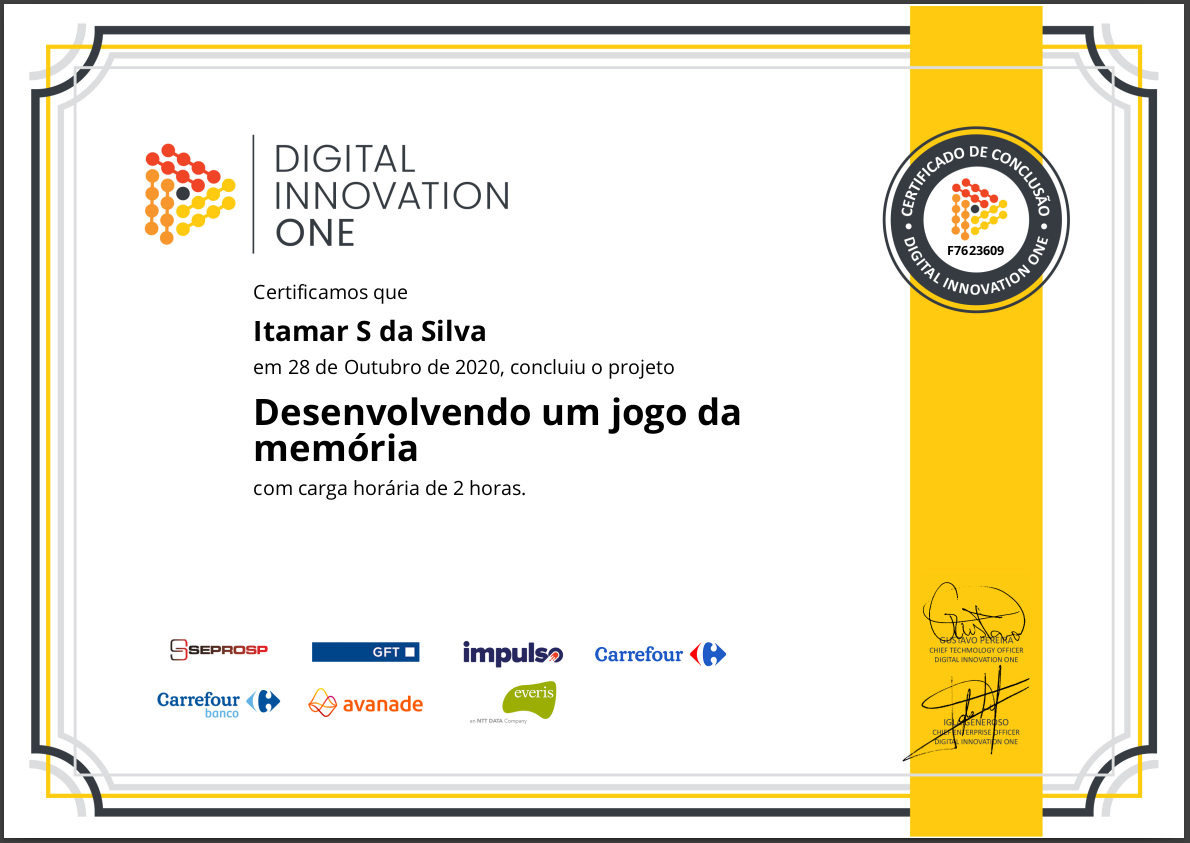 DIGITAL
INNOVATION
ONE
CERTIFICADO DE CONCLUSÃO
F7623609
DIGITAL INNOVATION ONE
Certificamos que
Itamar S da Silva
em 28 de Outubro de 2020, concluiu o projeto
Desenvolvendo um jogo da
memória
com carga horária de 2 horas.
SEPROSP
GFT
impulso
Carrefour
Carrefour
banco
avanade
everis
an NTT DATA Company
GUSTAVO PEREIRA
CHIEF TECHNOLOGY OFFICER
DIGITAL INNOVATION ONE
GENEROSO
CHIEF ENTERPRISE OFFICER
DIGITAL INNOVATION ONE